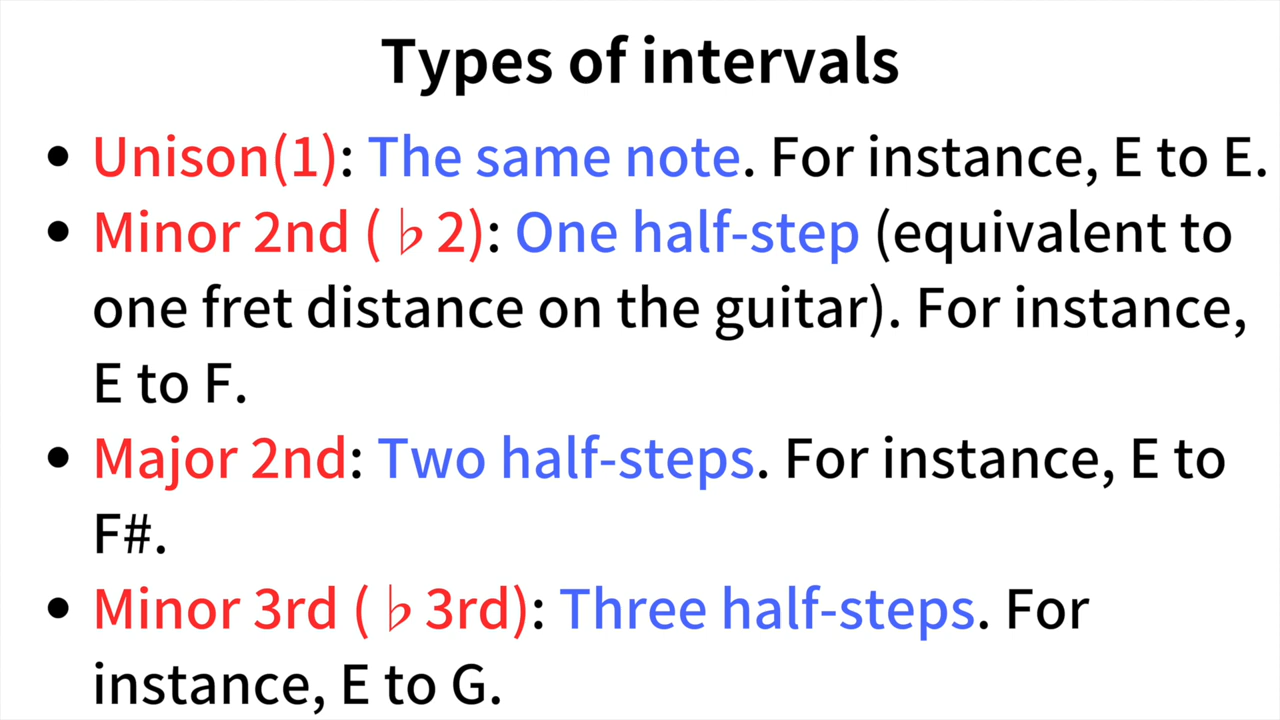 Types of intervals
• Unison(1): The same note. For instance, E to E.
• Minor 2nd (♭2): One half-step (equivalent to
one fret distance on the guitar). For instance,
E to F.
• Major 2nd: Two half-steps. For instance, E to
F#.
• Minor 3rd (♭3rd): Three half-steps. For
instance, E to G.